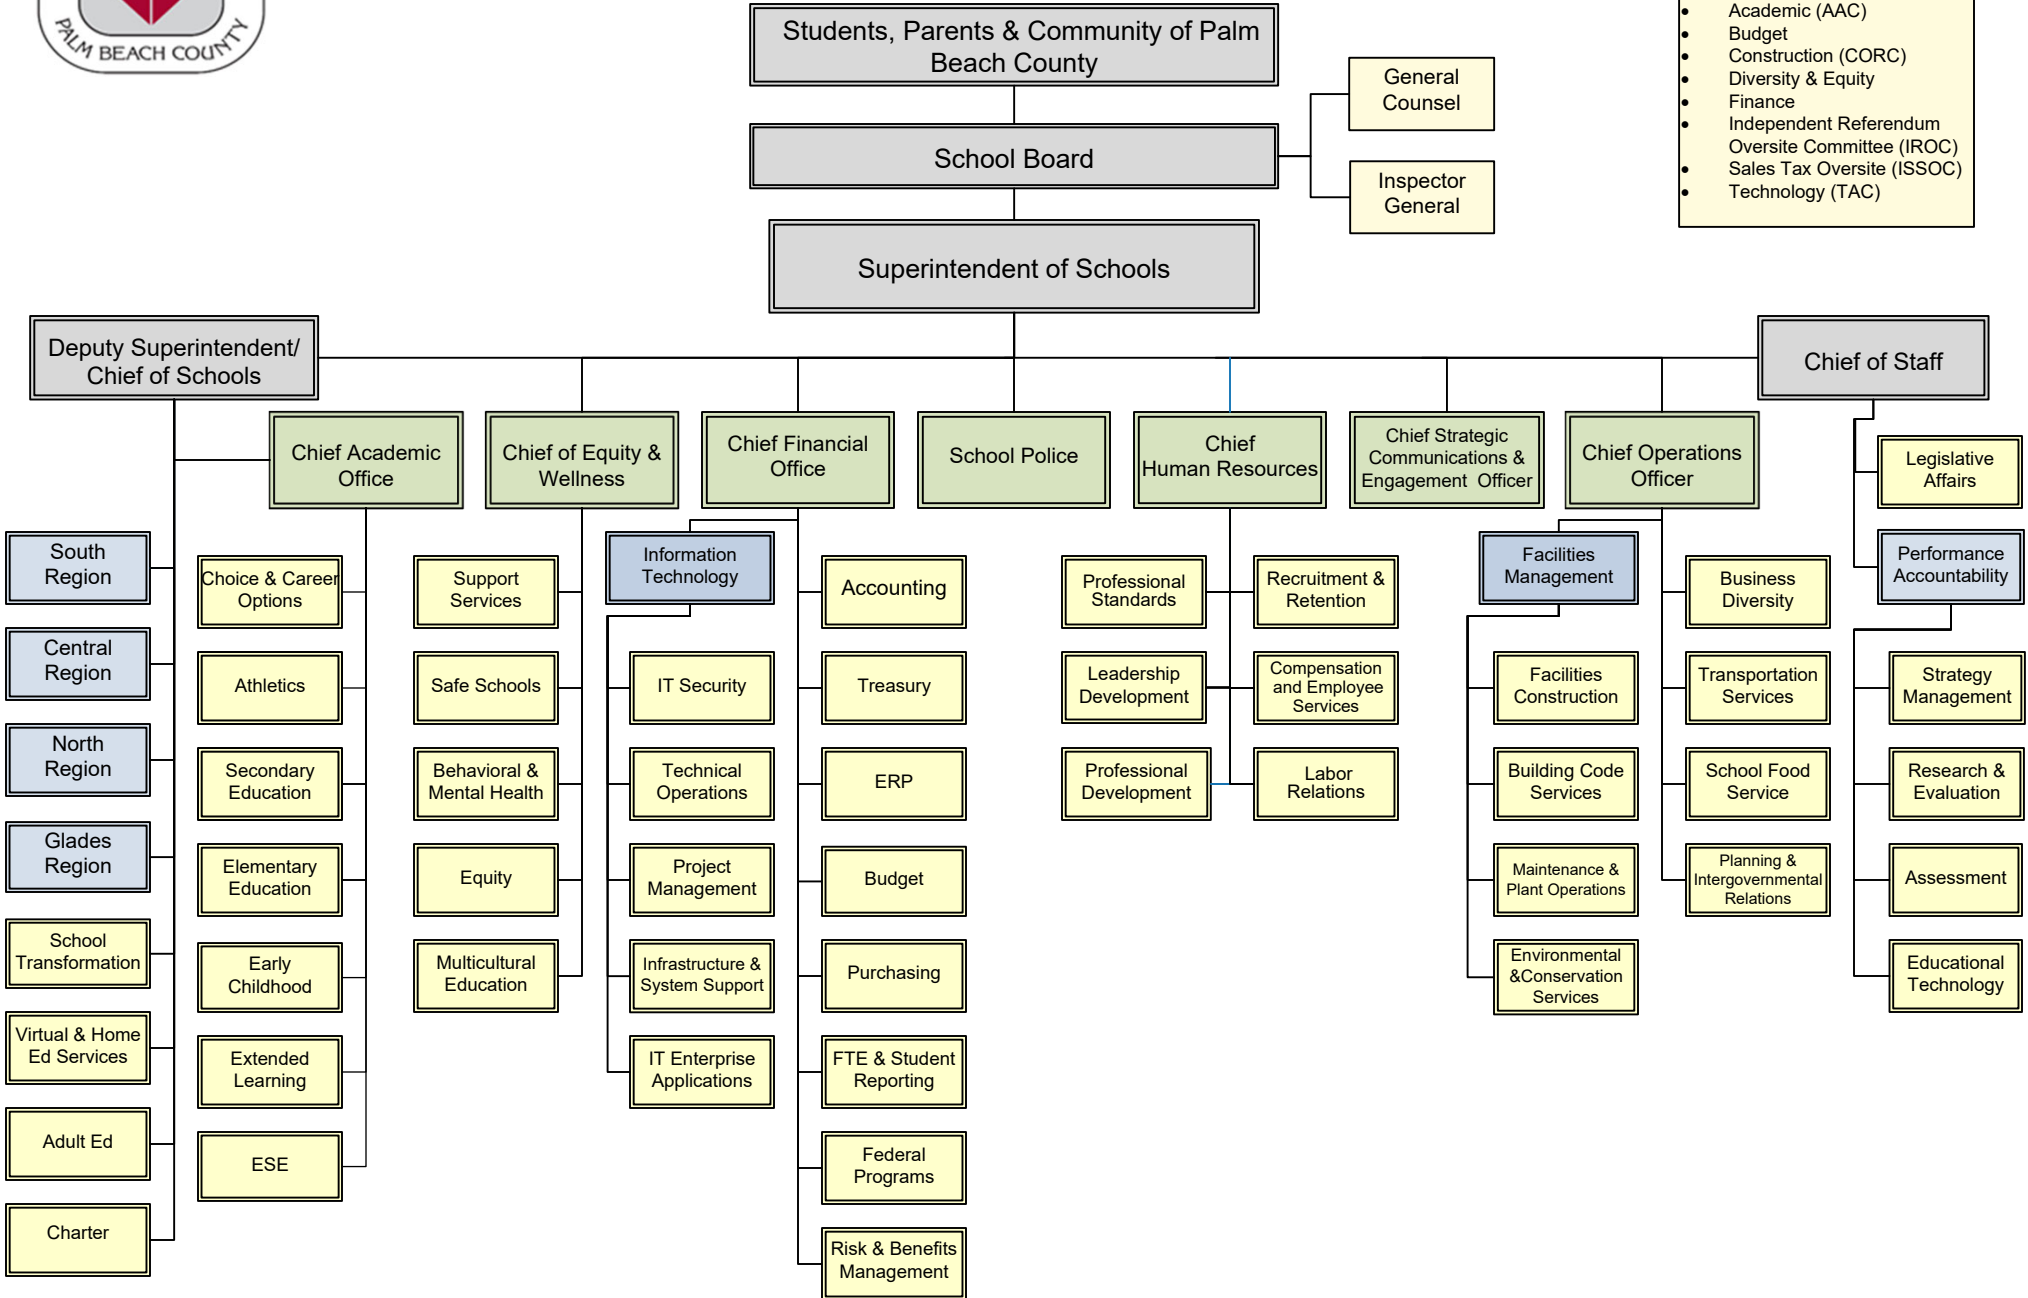 PALM BEACH COUNTY
Students, Parents & Community of Palm
Beach County
School Board
General
Counsel
Inspector
General
• Academic (AAC)
• Budget
• Construction (CORC)
• Diversity & Equity
• Finance
• Independent Referendum
Oversite Committee (IROC)
• Sales Tax Oversite (ISSOC)
• Technology (TAC)
Superintendent of Schools
Deputy Superintendent/
Chief of Schools
Chief of Staff
Chief Academic
Office
Chief of Equity &
Wellness
Chief Financial
Office
School Police
Chief
Human Resources
Chief Strategic
Communications &
Engagement Officer
Chief Operations
Officer
Legislative
Affairs
Performance
Accountability
South
Region
Central
Region
North
Region
Glades
Region
School
Transformation
Virtual & Home
Ed Services
Adult Ed
Charter
Choice & Career
Options
Athletics
Secondary
Education
Elementary
Education
Early
Childhood
Extended
Learning
ESE
Support
Services
Safe Schools
Behavioral &
Mental Health
Equity
Multicultural
Education
Information
Technology
IT Security
Technical
Operations
Project
Management
Infrastructure &
System Support
IT Enterprise
Applications
Accounting
Treasury
ERP
Budget
Purchasing
FTE & Student
Reporting
Federal
Programs
Risk & Benefits
Management
Professional
Standards
Leadership
Development
Professional
Development
Recruitment &
Retention
Compensation
and Employee
Services
Labor
Relations
Facilities
Management
Facilities
Construction
Building Code
Services
Maintenance &
Plant Operations
Environmental
&Conservation
Services
Business
Diversity
Transportation
Services
School Food
Service
Planning &
Intergovernmental
Relations
Strategy
Management
Research &
Evaluation
Assessment
Educational
Technology